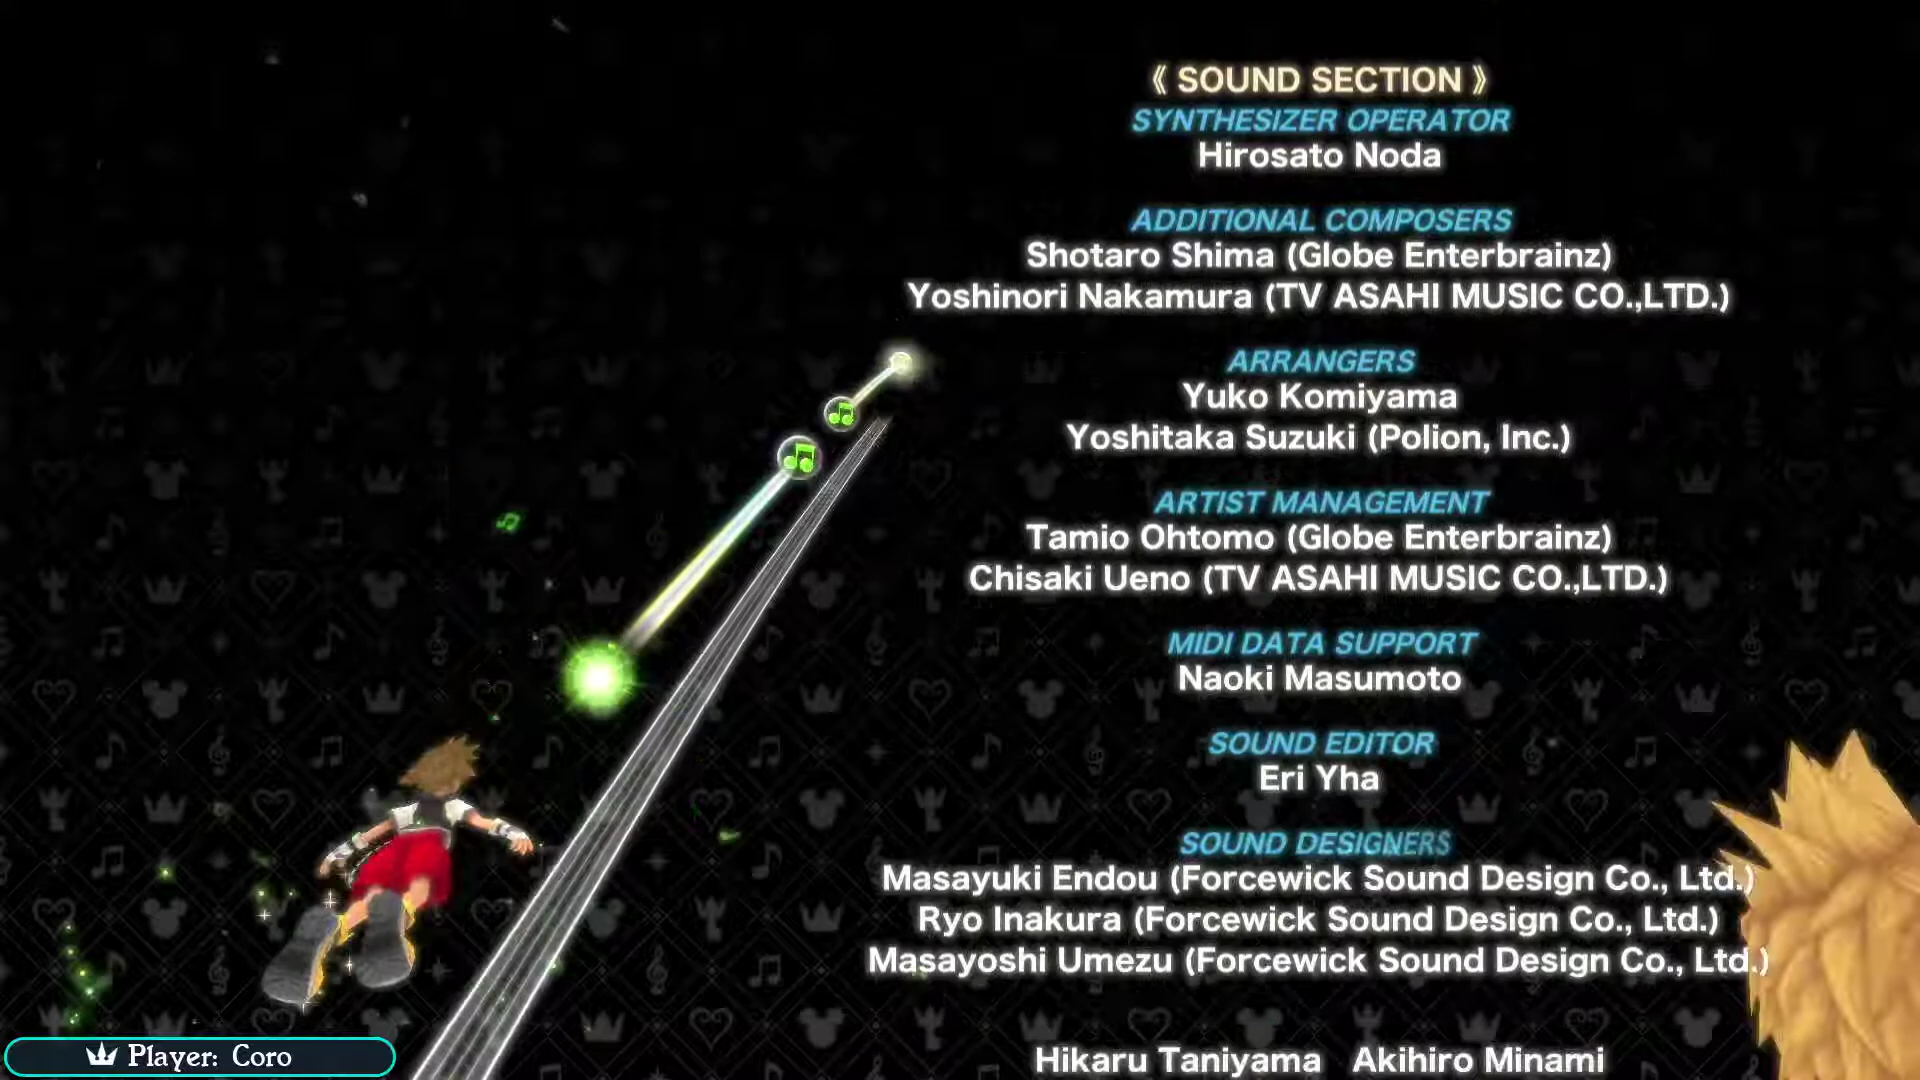 《 SOUND SECTION 》
SYNTHESIZER OPERATOR
Hirosato Noda
ADDITIONAL COMPOSERS
Shotaro Shima (Globe Enterbrainz)
Yoshinori Nakamura (TV ASAHI MUSIC CO.,LTD.)
ARRANGERS
Yuko Komiyama
Yoshitaka Suzuki (Polion, Inc.)
ARTIST MANAGEMENT
Tamio Ohtomo (Globe Enterbrainz)
Chisaki Ueno (TV ASAHI MUSIC CO.,LTD.)
MIDI DATA SUPPORT
Naoki Masumoto
SOUND EDITOR
Eri Yha
SOUND DESIGNERS
Masayuki Endou (Forcewick Sound Design Co., Ltd.)
Ryo Inakura (Forcewick Sound Design Co., Ltd.)
Masayoshi Umezu (Forcewick Sound Design Co., Ltd.)
Hikaru Taniyama Akihiro Minami
Player: Coro